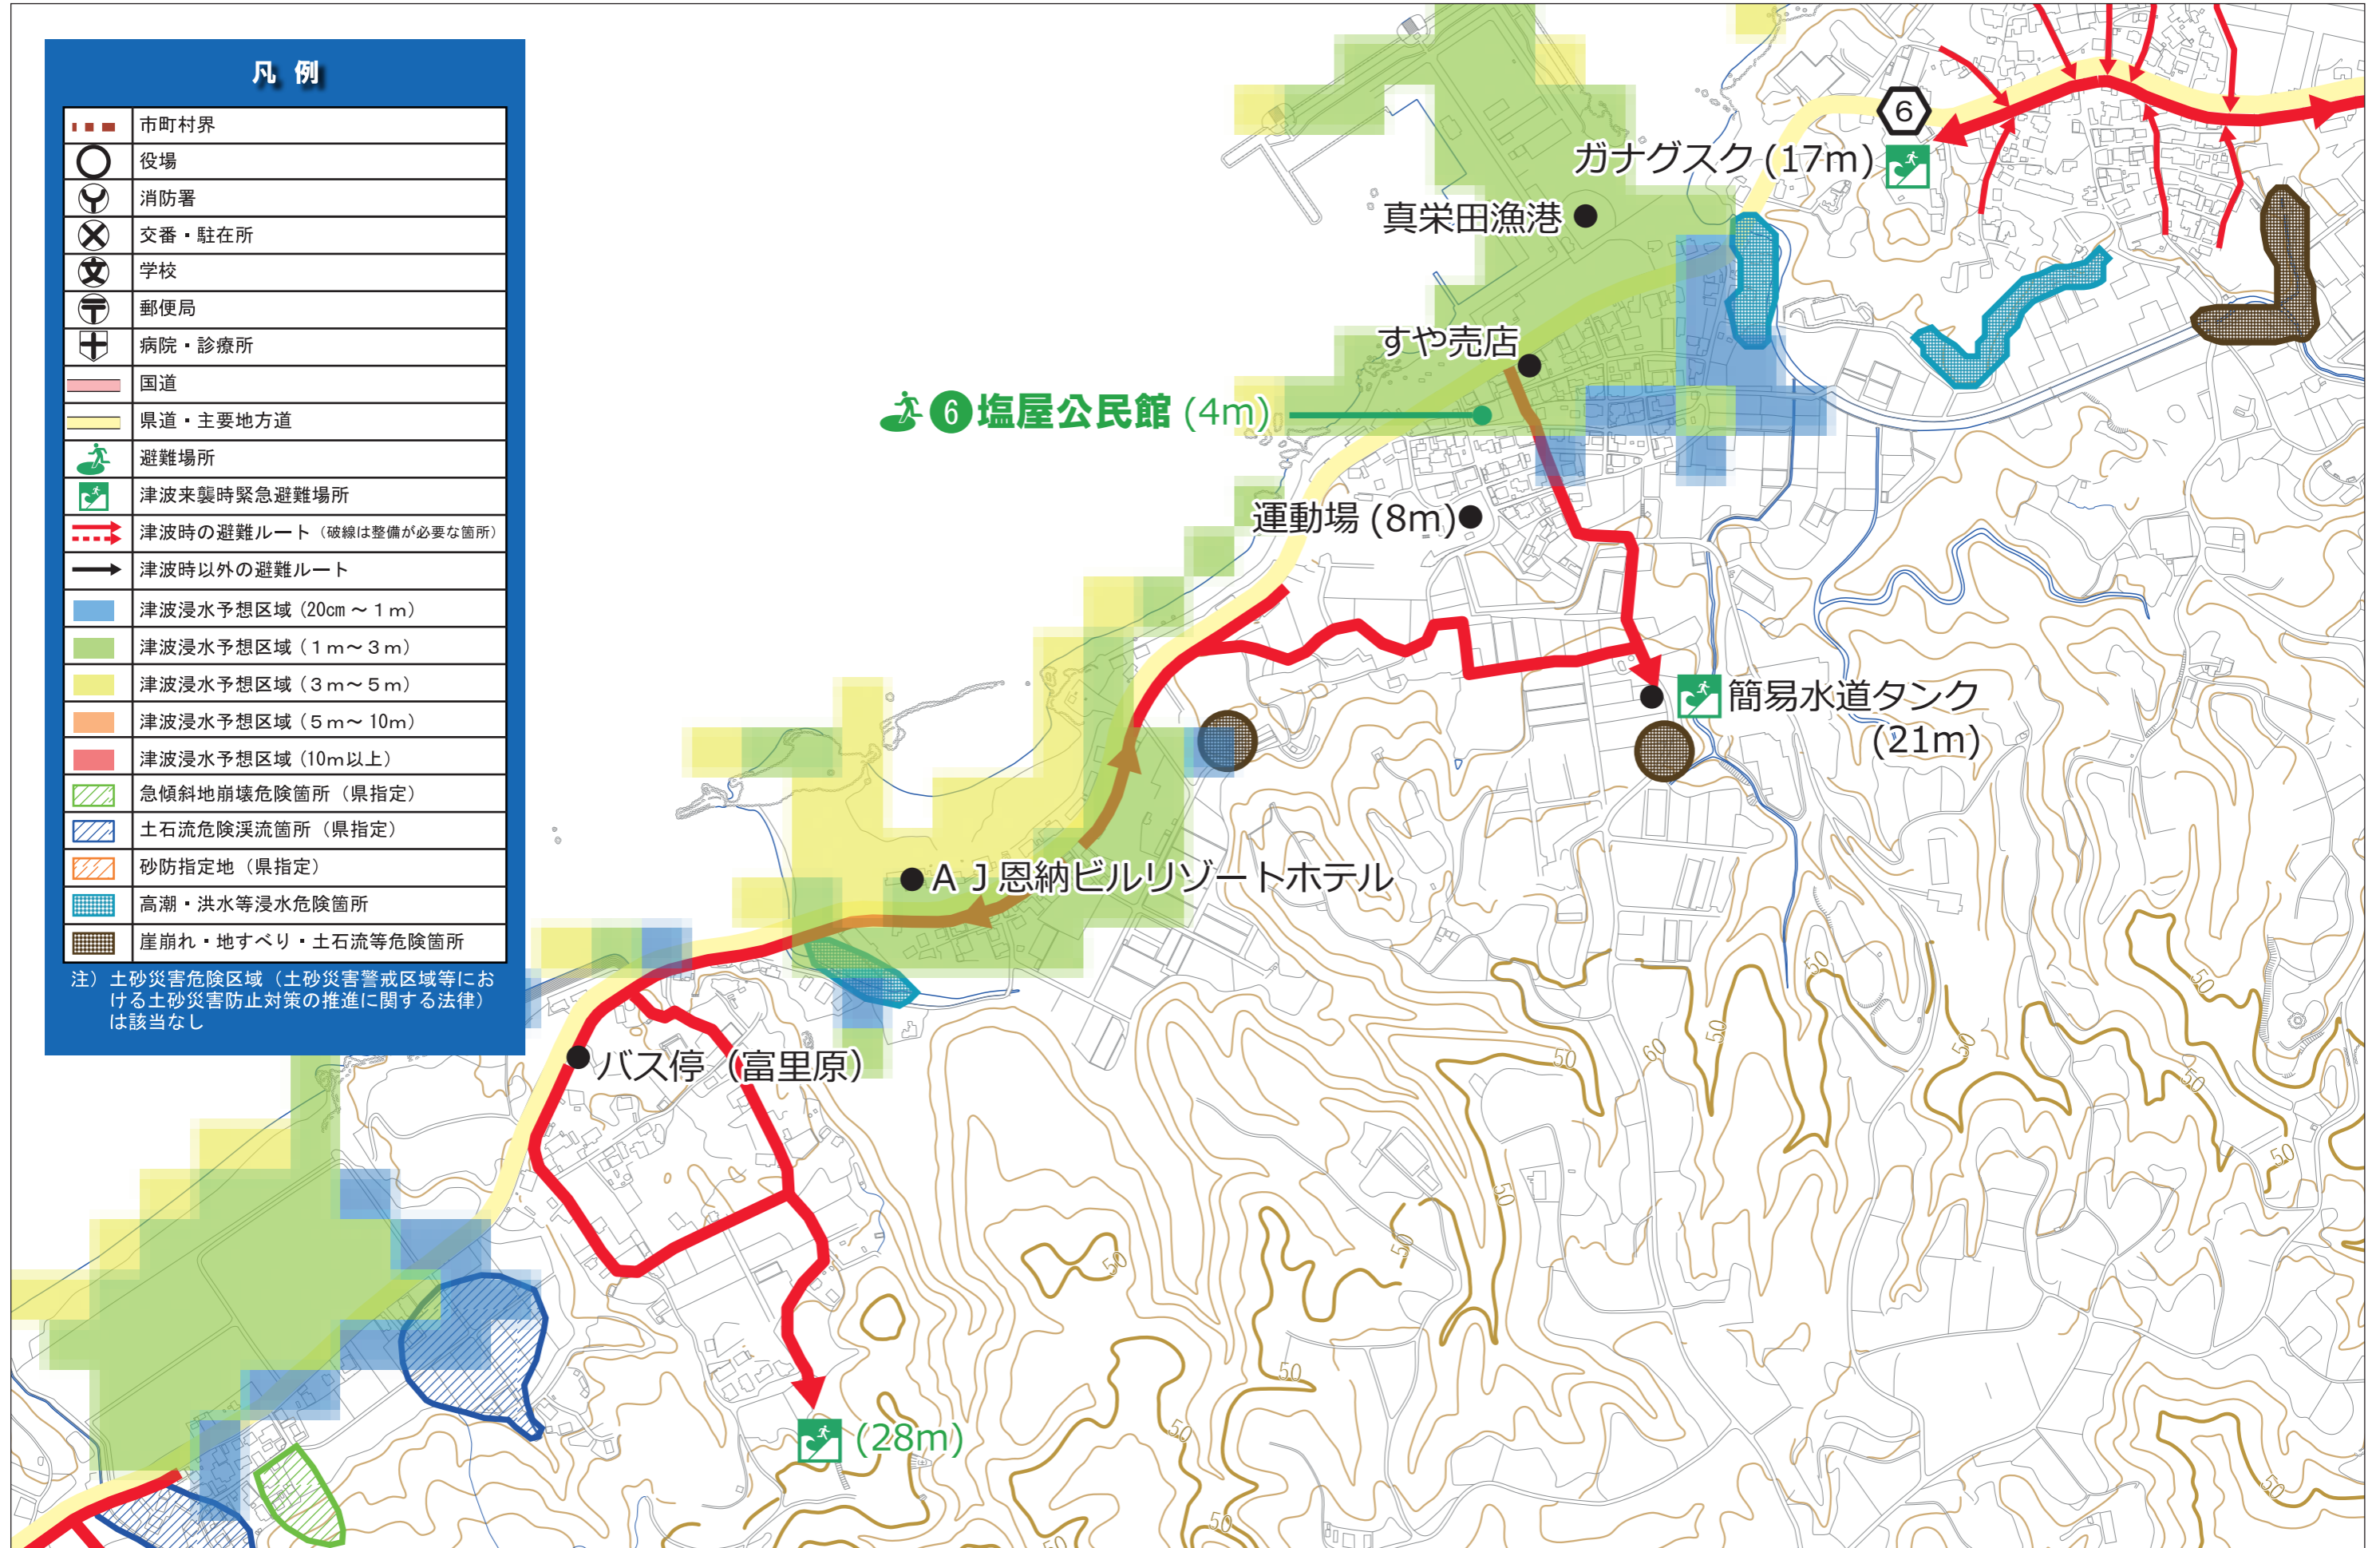 凡 例
市町村界
役場
消防署
交番・駐在所
学校
郵便局
病院・診療所
国道
県道・主要地方道
避難場所
津波来襲時緊急避難場所
津波時の避難ルート（破線は整備が必要な箇所）
津波時以外の避難ルート
津波浸水予想区域（20cm～１ｍ）
津波浸水予想区域（１ｍ～３ｍ）
津波浸水予想区域（３ｍ～５ｍ）
津波浸水予想区域（５ｍ～10ｍ）
津波浸水予想区域（10ｍ以上）
急傾斜地崩壊危険箇所（県指定）
土石流危険渓流箇所（県指定）
砂防指定地（県指定）
高潮・洪水等浸水危険箇所
崖崩れ・地すべり・土石流等危険箇所
注）土砂災害危険区域（土砂災害警戒区域等にお
ける土砂災害防止対策の推進に関する法律）
は該当なし
6
ガナグスク (17m)
真栄田漁港
すや売店
6 塩屋公民館 (4m)
運動場 (8m)
簡易水道タンク
(21m)
ＡＪ恩納ビルリゾートホテル
バス停（富里原）
(28m)
50
50
50
60
50
50
50
50
50
50
50
50
50
50
50
50
50